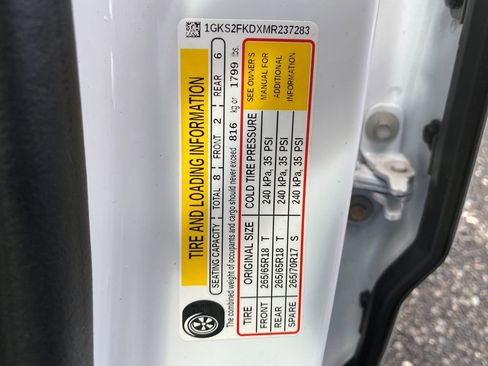 1GKS2FKDXMR237283
TIRE AND LOADING INFORMATION
SEATING CAPACITY TOTAL 8 FRONT 2 REAR 6
The combined weight of occupants and cargo should never exceed 816 kg or 1799 lbs.
TIRE ORIGINAL SIZE COLD TIRE PRESSURE
FRONT 265/65R18 T 240 kPa, 35 PSI
REAR 265/65R18 T 240 kPa, 35 PSI
SPARE 265/70R17 S 240 kPa, 35 PSI
SEE OWNER'S
MANUAL FOR
ADDITIONAL
INFORMATION